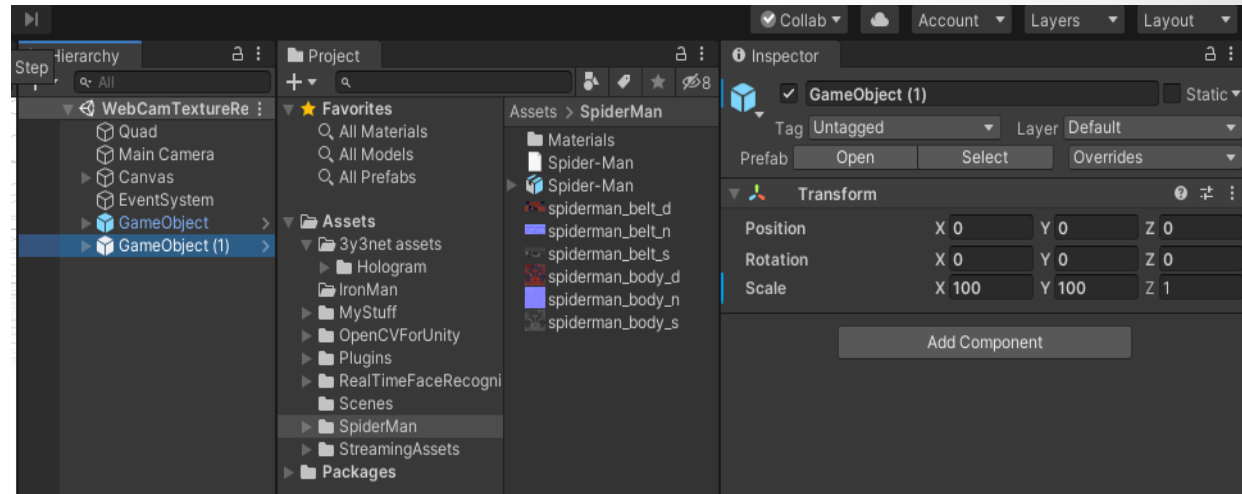 Collab
Account
Layers
Layout
Step
Hierarchy
All
WebCamTextureRe
Quad
Main Camera
Canvas
EventSystem
GameObject
GameObject (1)
Project
8
Favorites
All Materials
All Models
All Prefabs
Assets
3y3net assets
Hologram
IronMan
MyStuff
OpenCVForUnity
Plugins
RealTimeFaceRecogni
Scenes
SpiderMan
StreamingAssets
Packages
Assets > SpiderMan
Materials
Spider-Man
Spider-Man
spiderman_belt_d
spiderman_belt_n
spiderman_belt_s
spiderman_body_d
spiderman_body_n
spiderman_body_s
Inspector
GameObject (1)
Static
Tag Untagged Layer Default
Prefab Open Select Overrides
Transform
Position X 0 Y 0 Z 0
Rotation X 0 Y 0 Z 0
Scale X 100 Y 100 Z 1
Add Component